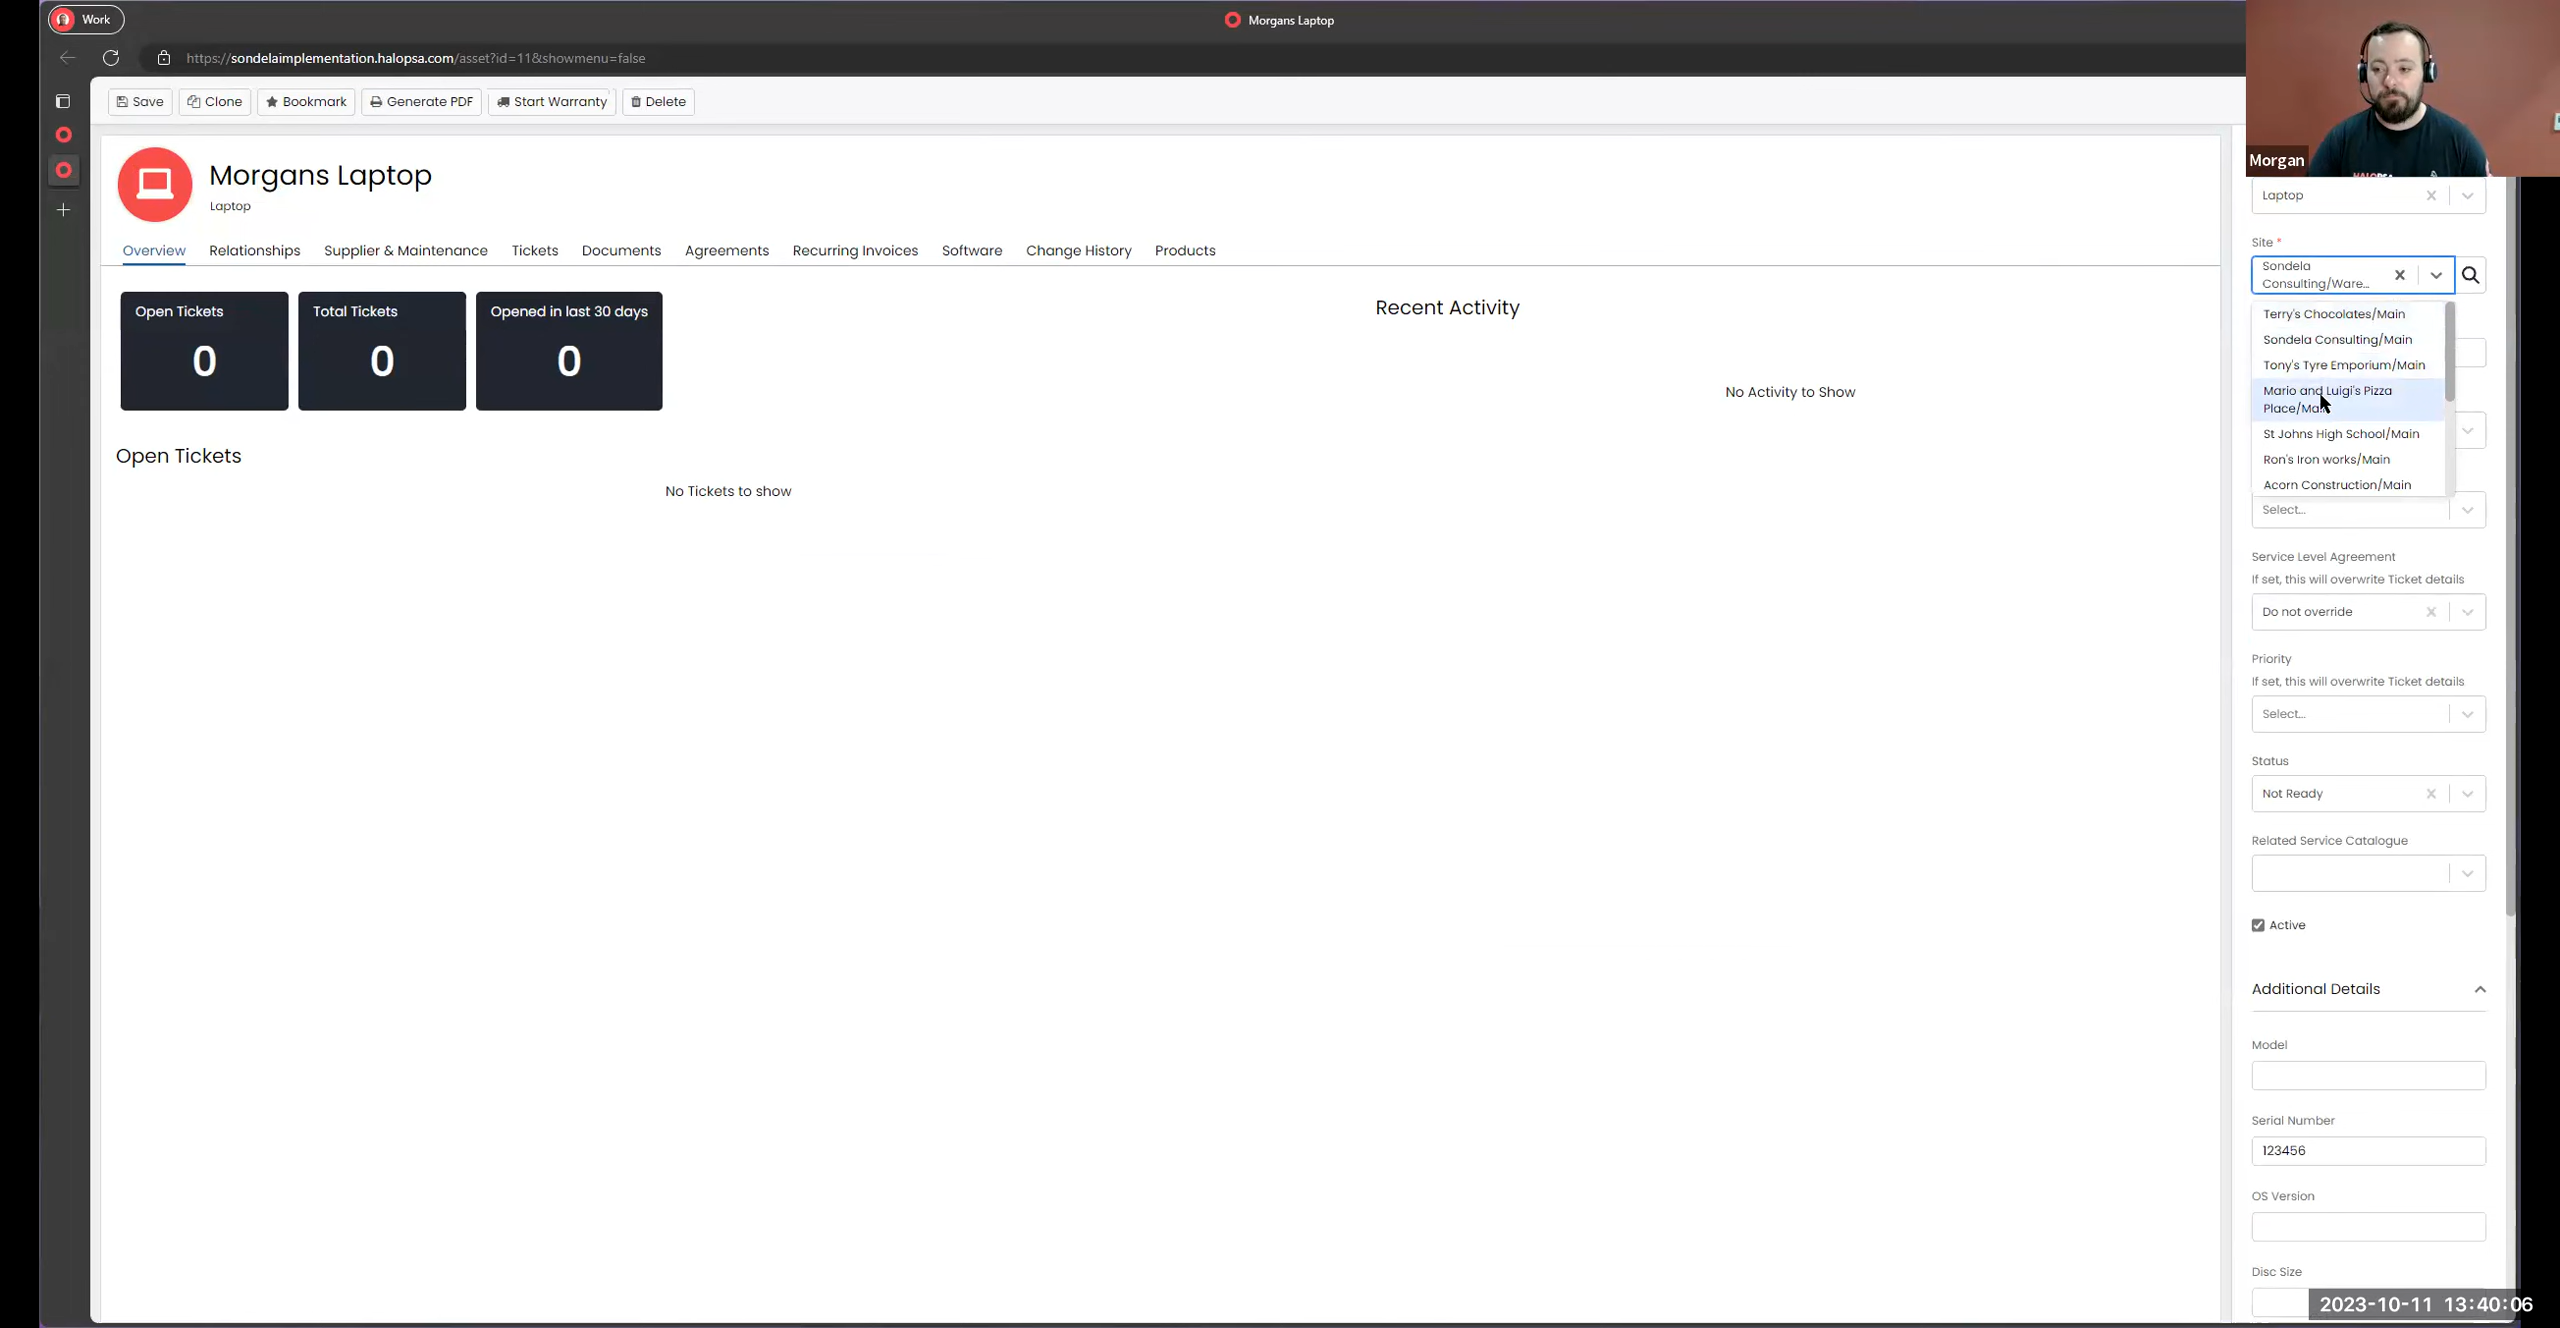 Work
Morgans Laptop
https://sondelaimplementation.halopsa.com/asset?id=11&showmenu=false
Save
Clone
Bookmark
Generate PDF
Start Warranty
Delete
Morgan
Morgans Laptop
Laptop
Overview
Relationships
Supplier & Maintenance
Tickets
Documents
Agreements
Recurring Invoices
Software
Change History
Products
Open Tickets
0
Total Tickets
0
Opened in last 30 days
0
Recent Activity
No Activity to Show
Open Tickets
No Tickets to show
Laptop
Site *
Sondela
Consulting/Ware...
Terry's Chocolates/Main
Sondela Consulting/Main
Tony's Tyre Emporium/Main
Mario and Luigi's Pizza
St Johns High School/Main
Ron's Iron works/Main
Acorn Construction/Main
Select...
Service Level Agreement
If set, this will overwrite Ticket details
Do not override
Priority
If set, this will overwrite Ticket details
Select...
Status
Not Ready
Related Service Catalogue
Active
Additional Details
Model
Serial Number
123456
OS Version
Disc Size
2023-10-11 13:40:06